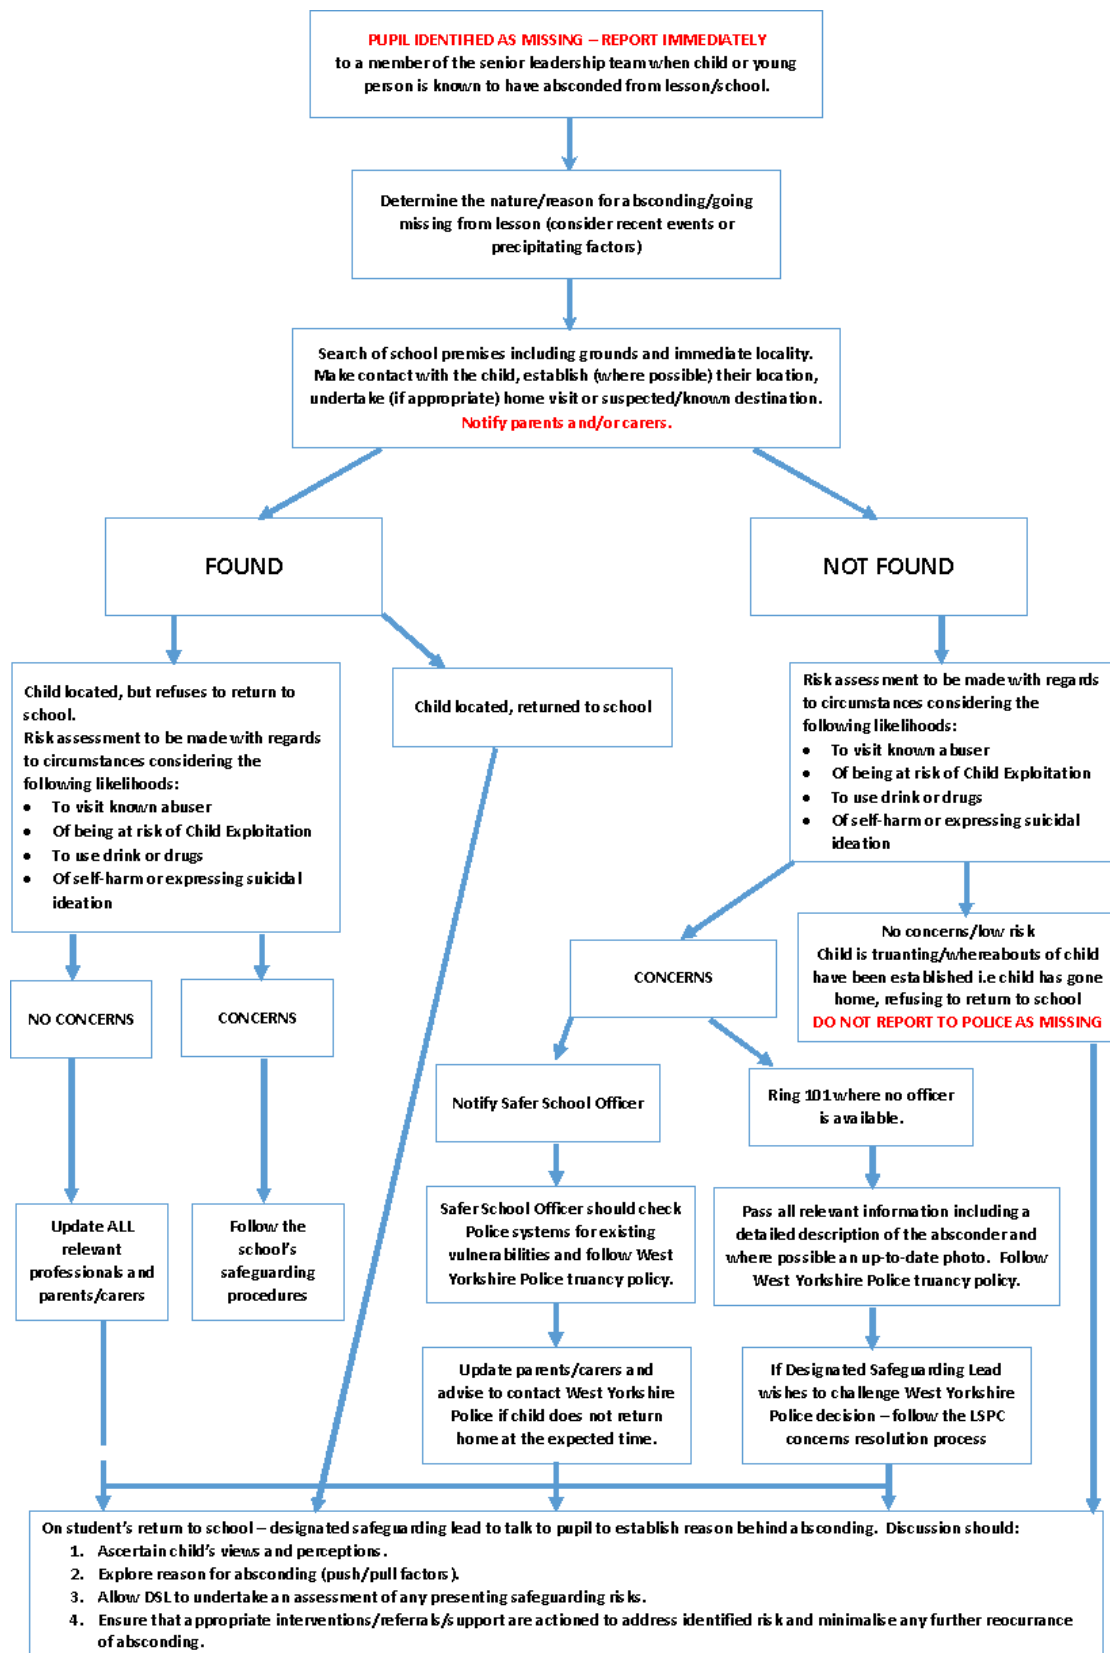 PUPIL IDENTIFIED AS MISSING – REPORT IMMEDIATELY
to a member of the senior leadership team when child or young
person is known to have absconded from lesson/school.
Determine the nature/reason for absconding/going
missing from lesson (consider recent events or
precipitating factors)
Search of school premises including grounds and immediate locality.
Make contact with the child, establish (where possible) their location,
undertake (if appropriate) home visit or suspected/known destination.
Notify parents and/or carers.
FOUND
NOT FOUND
Child located, but refuses to return to
school.
Risk assessment to be made with regards
to circumstances considering the
following likelihoods:
• To visit known abuser
• Of being at risk of Child Exploitation
• To use drink or drugs
• Of self-harm or expressing suicidal
ideation
Child located, returned to school
Risk assessment to be made with regards
to circumstances considering the
following likelihoods:
• To visit known abuser
• Of being at risk of Child Exploitation
• To use drink or drugs
• Of self-harm or expressing suicidal
ideation
NO CONCERNS
CONCERNS
CONCERNS
No concerns/low risk
Child is truanting/whereabouts of child
have been established i.e child has gone
home, refusing to return to school
DO NOT REPORT TO POLICE AS MISSING
Notify Safer School Officer
Ring 101 where no officer
is available.
Update ALL
relevant
professionals and
parents/carers
Follow the
school's
safeguarding
procedures
Safer School Officer should check
Police systems for existing
vulnerabilities and follow West
Yorkshire Police truancy policy.
Pass all relevant information including a
detailed description of the absconder and
where possible an up-to-date photo. Follow
West Yorkshire Police truancy policy.
Update parents/carers and
advise to contact West Yorkshire
Police if child does not return
home at the expected time.
If Designated Safeguarding Lead
wishes to challenge West Yorkshire
Police decision – follow the LSPC
concerns resolution process
On student's return to school – designated safeguarding lead to talk to pupil to establish reason behind absconding. Discussion should:
1. Ascertain child's views and perceptions.
2. Explore reason for absconding (push/pull factors).
3. Allow DSL to undertake an assessment of any presenting safeguarding risks.
4. Ensure that appropriate interventions/referrals/support are actioned to address identified risk and minimalise any further reocurrance
of absconding.